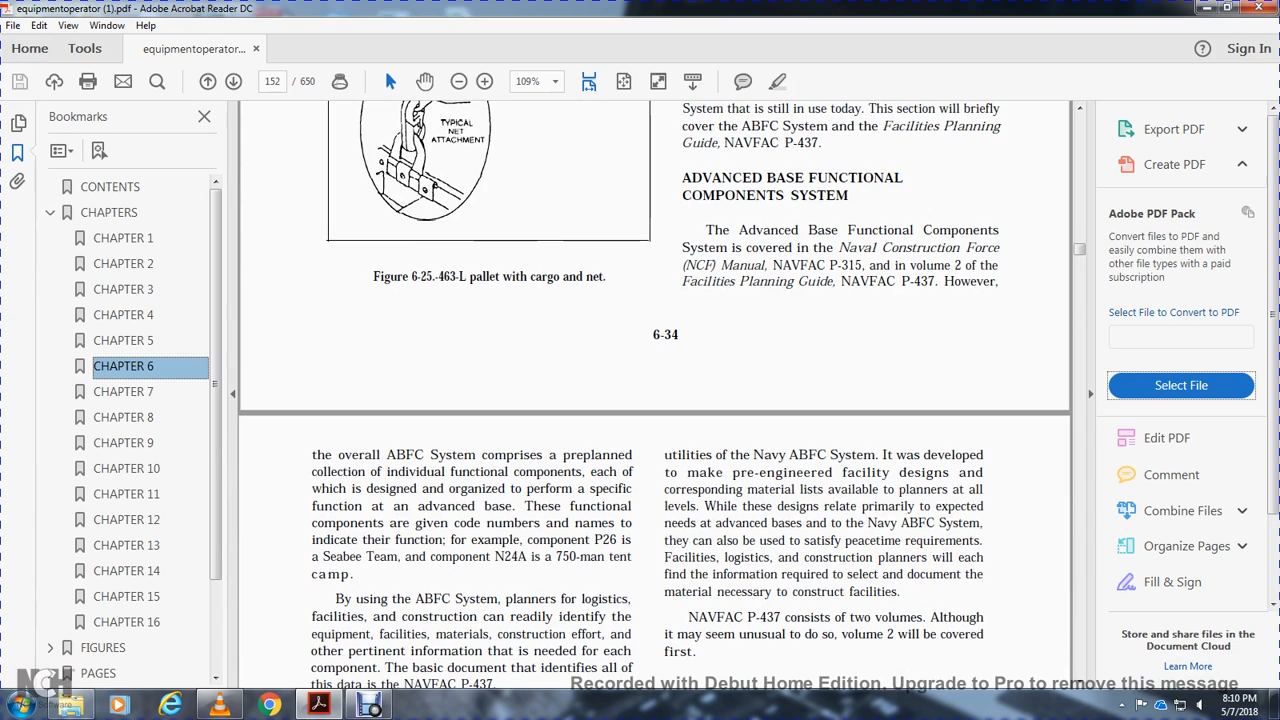 equipmentoperator (1).pdf - Adobe Acrobat Reader DC
File Edit View Window Help
Home Tools equipmentoperator... × Sign In
152 / 650 109%
Bookmarks
CONTENTS
CHAPTERS
CHAPTER 1
CHAPTER 2
CHAPTER 3
CHAPTER 4
CHAPTER 5
CHAPTER 6
CHAPTER 7
CHAPTER 8
CHAPTER 9
CHAPTER 10
CHAPTER 11
CHAPTER 12
CHAPTER 13
CHAPTER 14
CHAPTER 15
CHAPTER 16
FIGURES
PAGES
TYPICAL
NET
ATTACHMENT
Figure 6-25.-463-L pallet with cargo and net.
System that is still in use today. This section will briefly
cover the ABFC System and the Facilities Planning
Guide, NAVFAC P-437.
ADVANCED BASE FUNCTIONAL
COMPONENTS SYSTEM
The Advanced Base Functional Components
System is covered in the Naval Construction Force
(NCF) Manual, NAVFAC P-315, and in volume 2 of the
Facilities Planning Guide, NAVFAC P-437. However,
6-34
the overall ABFC System comprises a preplanned
collection of individual functional components, each of
which is designed and organized to perform a specific
function at an advanced base. These functional
components are given code numbers and names to
indicate their function; for example, component P26 is
a Seabee Team, and component N24A is a 750-man tent
camp.
By using the ABFC System, planners for logistics,
facilities, and construction can readily identify the
equipment, facilities, materials, construction effort, and
other pertinent information that is needed for each
component. The basic document that identifies all of
this data is the NAVFAC P-437.
utilities of the Navy ABFC System. It was developed
to make pre-engineered facility designs and
corresponding material lists available to planners at all
levels. While these designs relate primarily to expected
needs at advanced bases and to the Navy ABFC System,
they can also be used to satisfy peacetime requirements.
Facilities, logistics, and construction planners will each
find the information required to select and document the
material necessary to construct facilities.
NAVFAC P-437 consists of two volumes. Although
it may seem unusual to do so, volume 2 will be covered
first.
Export PDF
Create PDF
Adobe PDF Pack
Convert files to PDF and
easily combine them with
other file types with a paid
subscription
Select File to Convert to PDF
Select File
Edit PDF
Comment
Combine Files
Organize Pages
Fill & Sign
Store and share files in the
Document Cloud
Learn More
NCH Software
Recorded with Debut Home Edition. Upgrade to Pro to remove this message
8:10 PM
5/7/2018